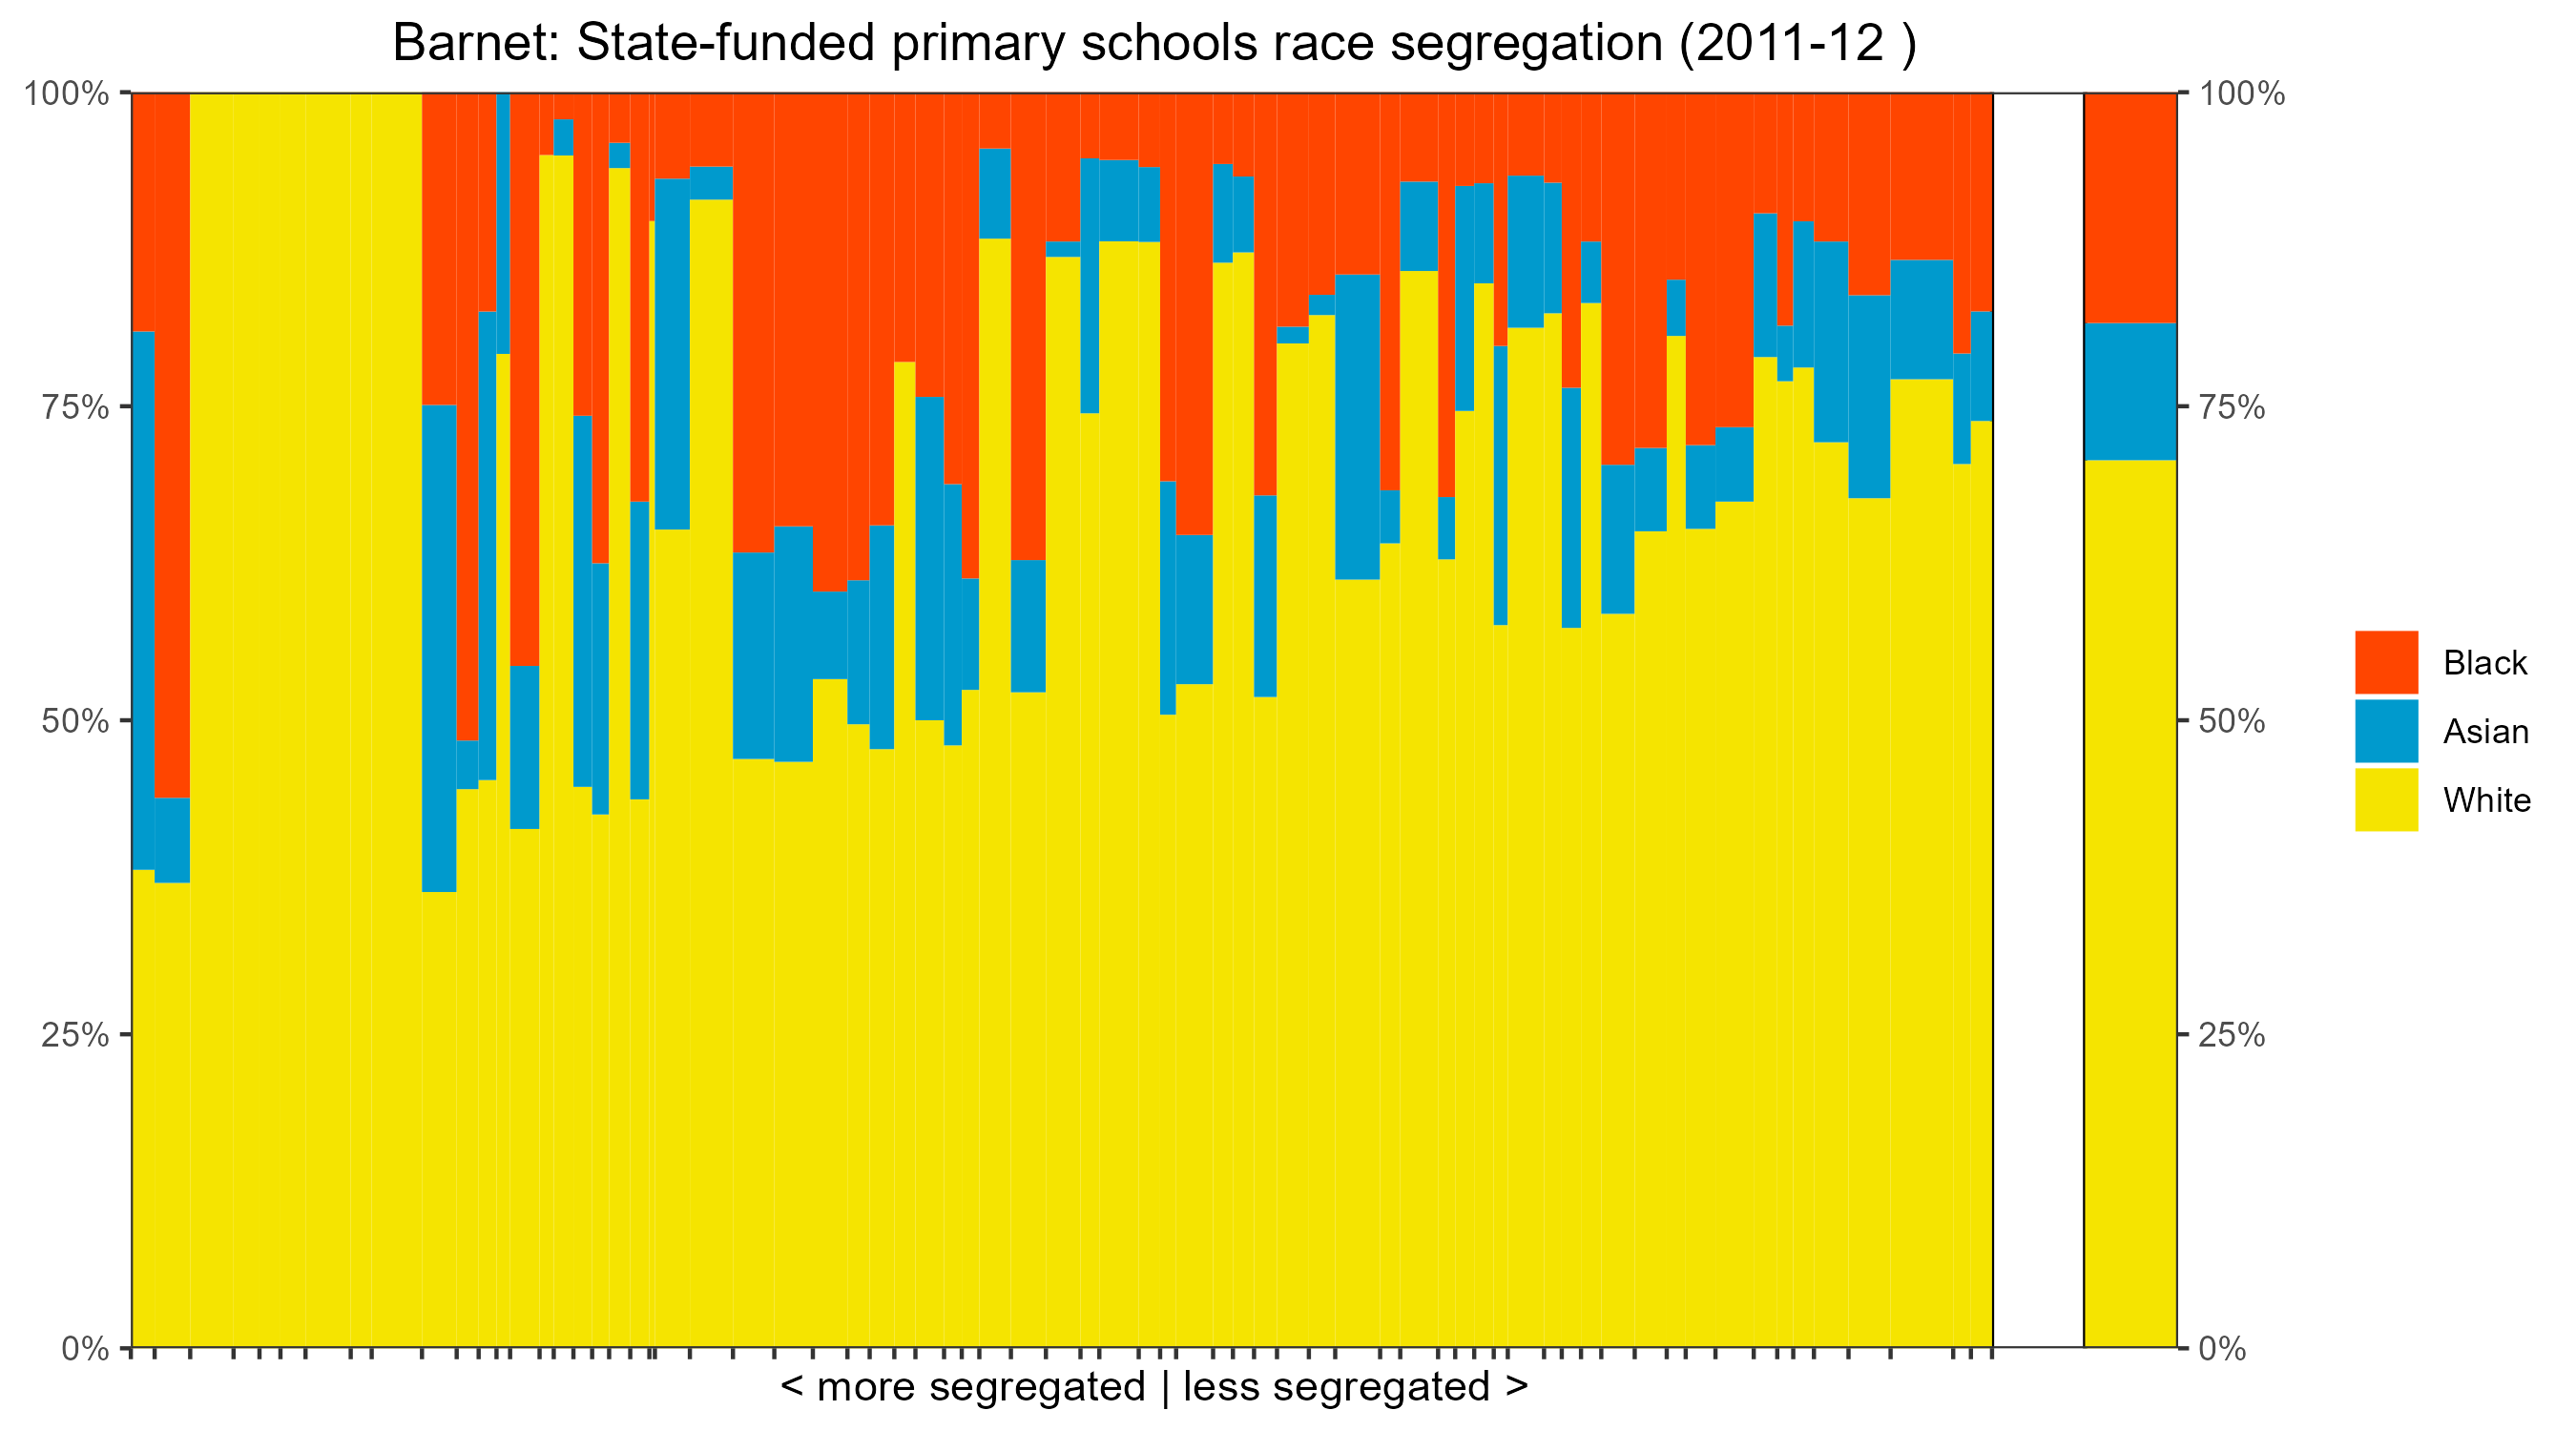 Barnet: State-funded primary schools race segregation (2011-12 )
100%
75%
50%
25%
0%
100%
75%
50%
25%
0%
Black
Asian
White
< more segregated | less segregated >